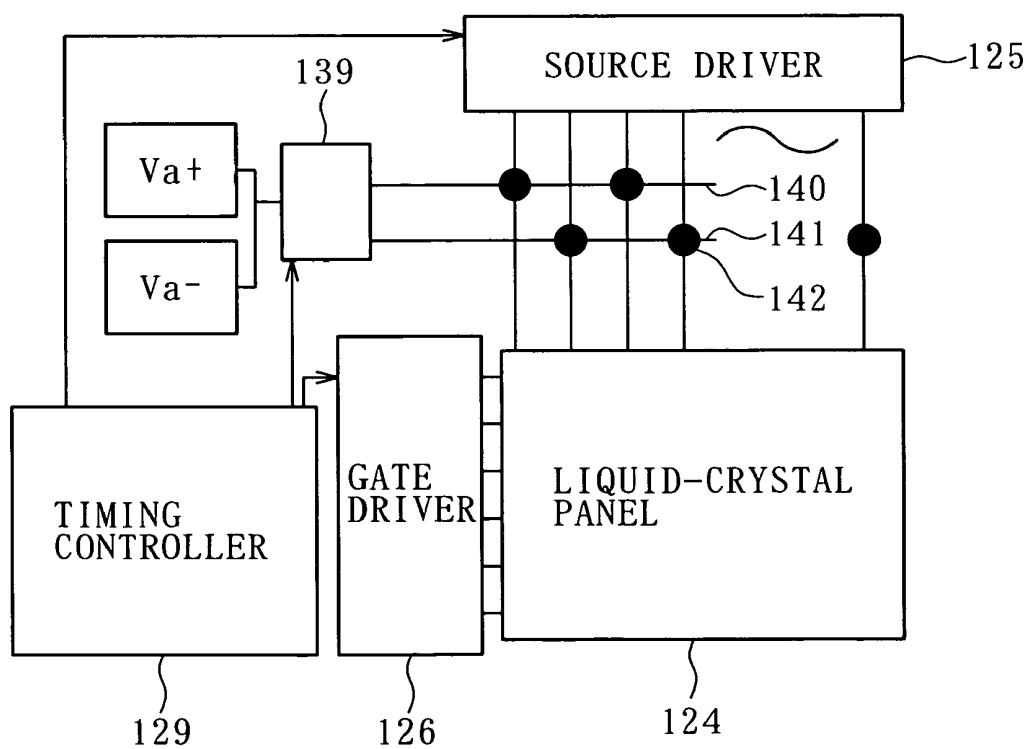 SOURCE DRIVER
125
139
Va+
Va-
140
141
142
GATE
DRIVER
LIQUID-CRYSTAL
PANEL
TIMING
CONTROLLER
129
126
124